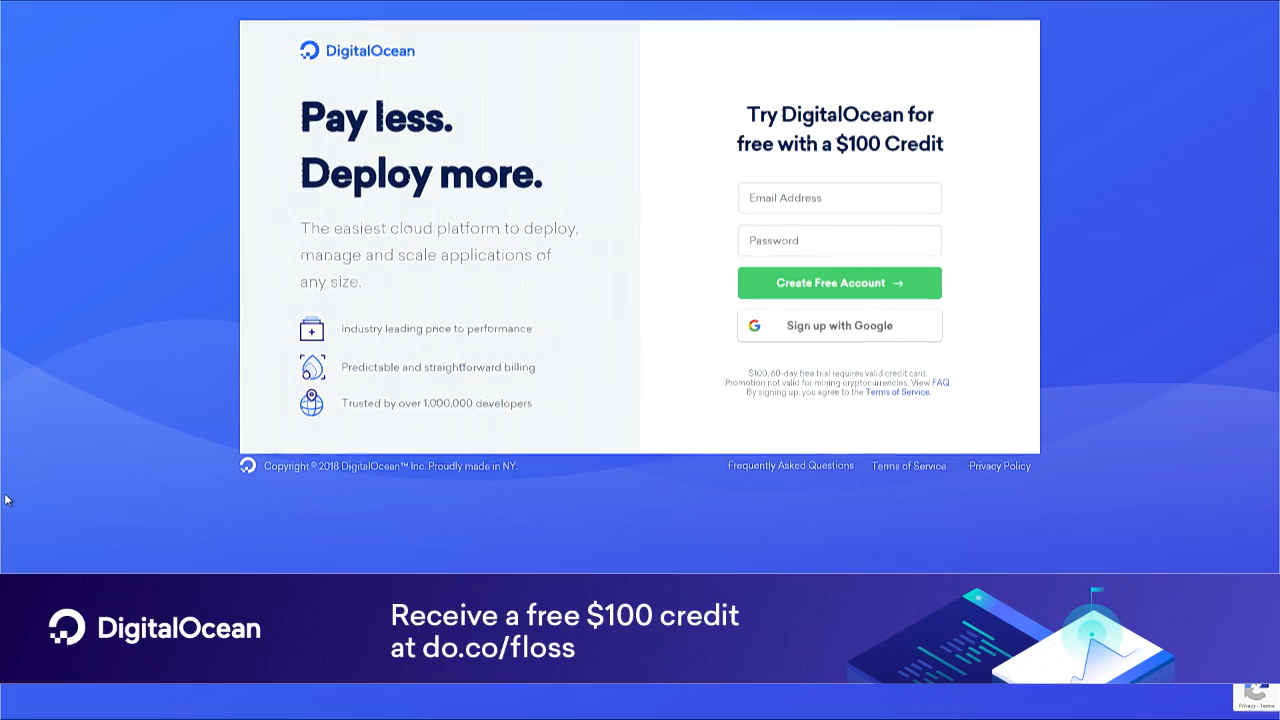 DigitalOcean
Pay less.
Deploy more.
The easiest cloud platform to deploy,
manage and scale applications of
any size.
Industry leading price to performance
Predictable and straightforward billing
Trusted by over 1,000,000 developers
Try DigitalOcean for
free with a $100 Credit
Email Address
Password
Create Free Account →
Sign up with Google
$100, 60-day free trial requires valid credit card.
Promotion not valid for mining cryptocurrencies. View FAQ.
By signing up, you agree to the Terms of Service.
Copyright © 2018 DigitalOcean™ Inc. Proudly made in NY.
Frequently Asked Questions Terms of Service Privacy Policy
DigitalOcean
Receive a free $100 credit
at do.co/floss
Privacy - Terms